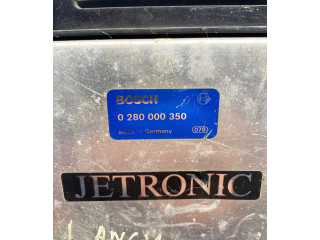 BOSCH
0 280 000 350
Made in Germany 078
JETRONIC